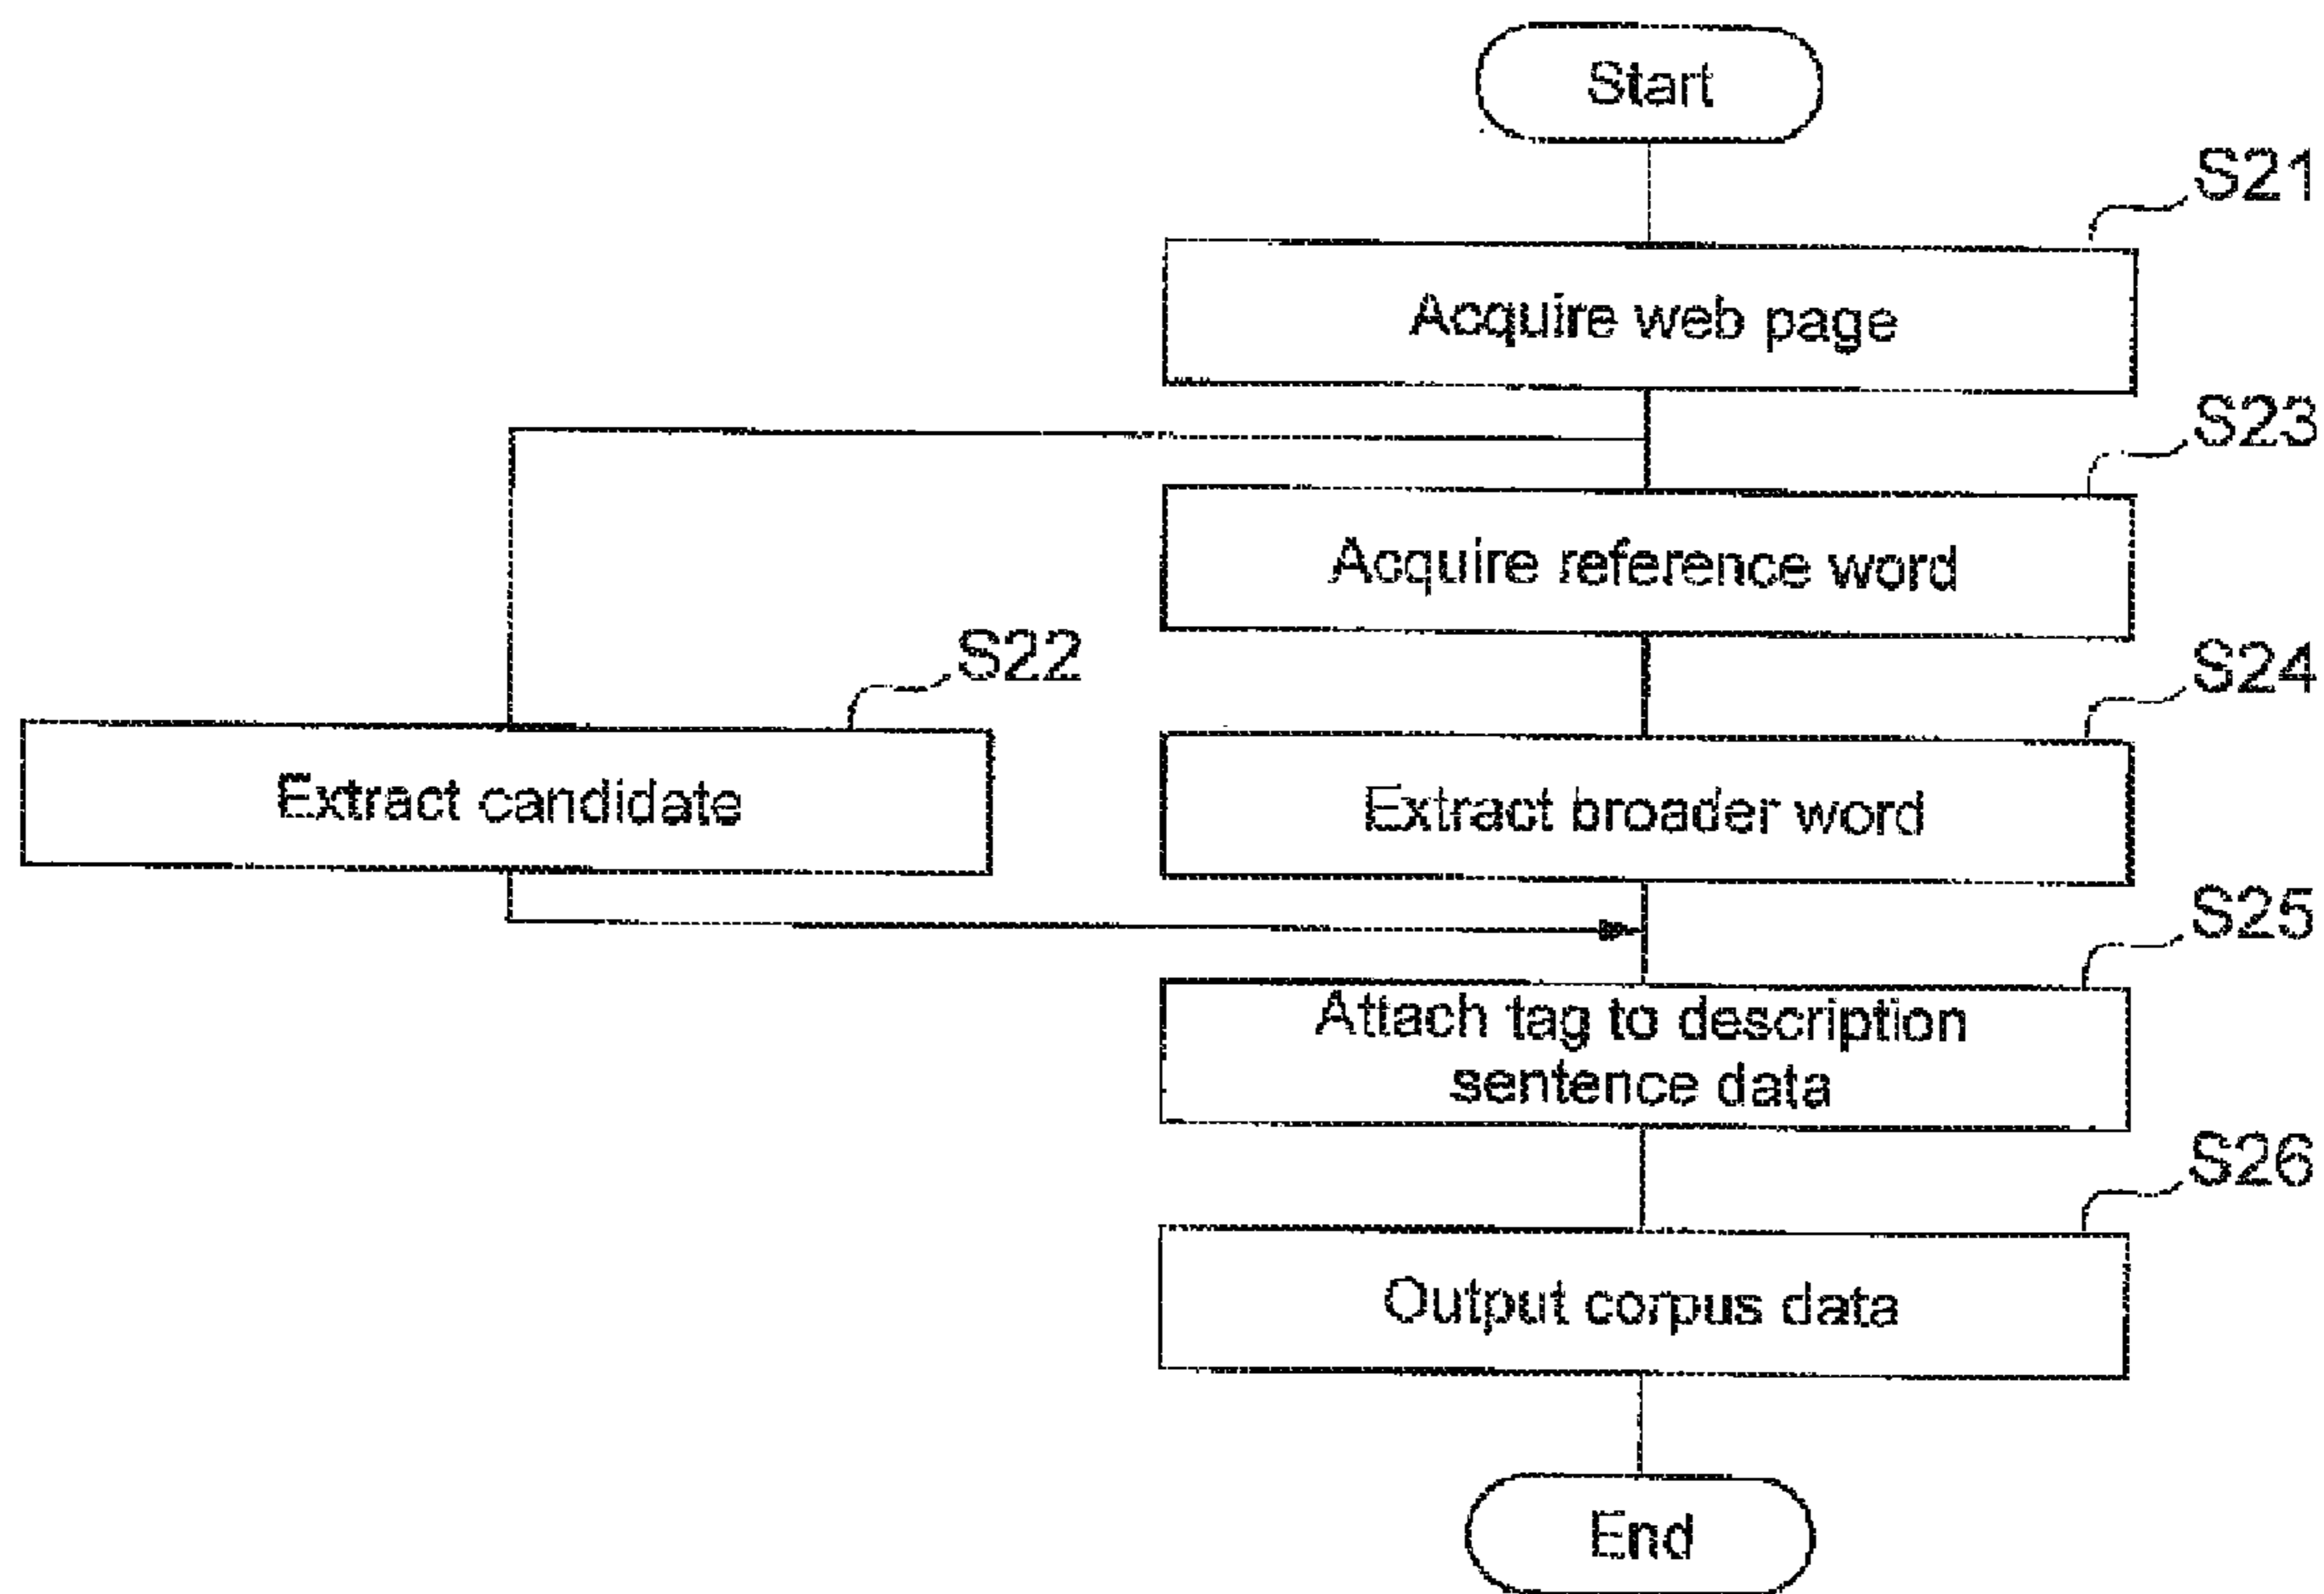 Start
S21
Acquire web page
S23
Acquire reference word
S22
Extract candidate
S24
Extract broader word
S25
Attach tag to description
sentence data
S26
Output corpus data
End